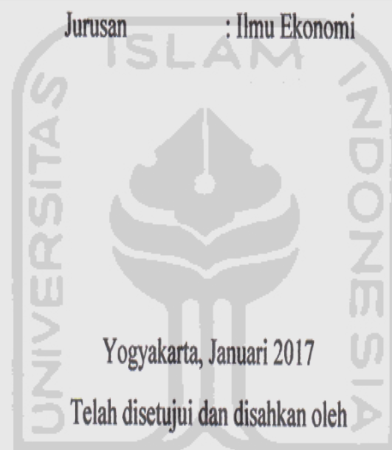 Jurusan : Ilmu Ekonomi
UNIVERSITAS ISLAM INDONESIA
Yogyakarta, Januari 2017
Telah disetujui dan disahkan oleh